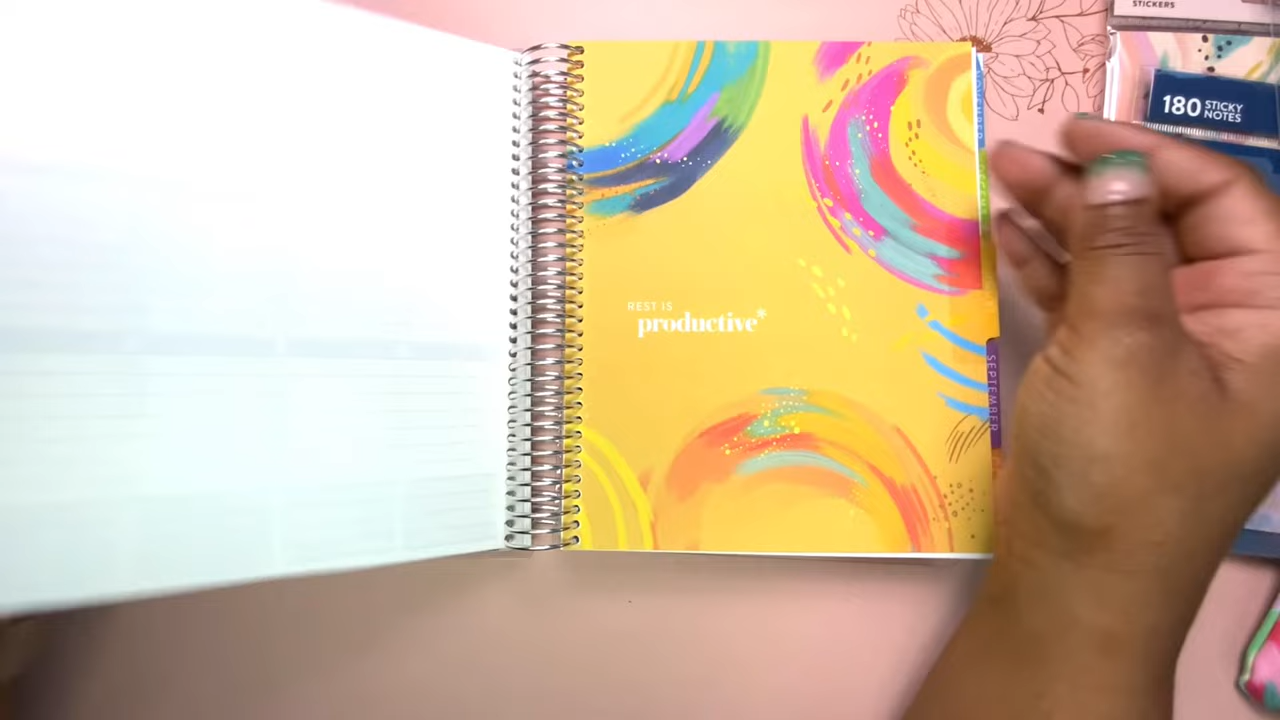 REST IS
productive*
SEPTEMBER
STICKERS
180 STICKY
NOTES